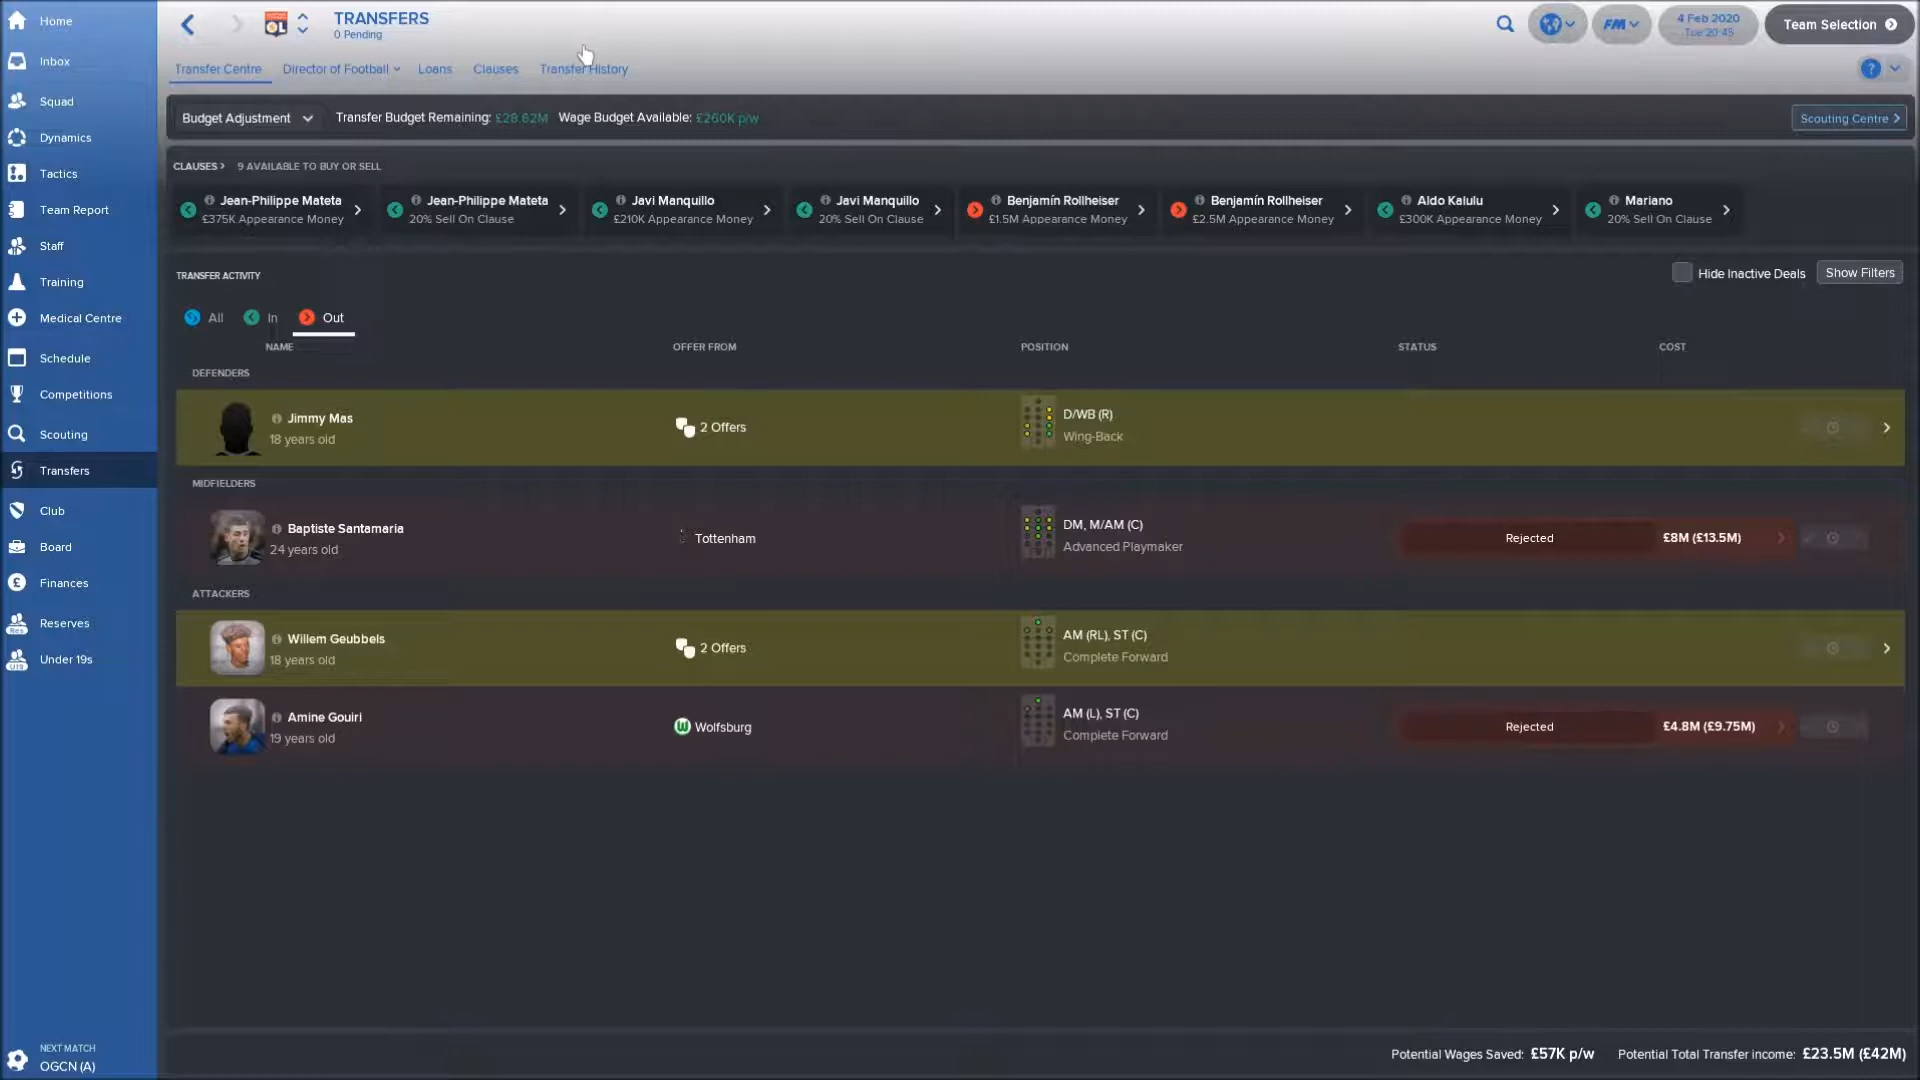 Home
TRANSFERS
0 Pending
FM
4 Feb 2020
Tue 20:45
Team Selection
Inbox
Transfer Centre
Director of Football
Loans
Clauses
Transfer History
?
Squad
Budget Adjustment
Transfer Budget Remaining: £28.62M
Wage Budget Available: £260K p/w
Scouting Centre
Dynamics
CLAUSES
9 AVAILABLE TO BUY OR SELL
Tactics
Jean-Philippe Mateta
£375K Appearance Money
Jean-Philippe Mateta
20% Sell On Clause
Javi Manquillo
£210K Appearance Money
Javi Manquillo
20% Sell On Clause
Benjamín Rollheiser
£1.5M Appearance Money
Benjamín Rollheiser
£2.5M Appearance Money
Aldo Kalulu
£300K Appearance Money
Mariano
20% Sell On Clause
Team Report
Staff
Training
Medical Centre
Schedule
Competitions
Scouting
Transfers
Club
Board
Finances
Reserves
Under 19s
TRANSFER ACTIVITY
Hide Inactive Deals
Show Filters
All
In
Out
NAME
OFFER FROM
POSITION
STATUS
COST
DEFENDERS
Jimmy Mas
18 years old
2 Offers
D/WB (R)
Wing-Back
MIDFIELDERS
Baptiste Santamaria
24 years old
Tottenham
DM, M/AM (C)
Advanced Playmaker
Rejected
£8M (£13.5M)
ATTACKERS
Willem Geubbels
18 years old
2 Offers
AM (RL), ST (C)
Complete Forward
Amine Gouiri
19 years old
Wolfsburg
AM (L), ST (C)
Complete Forward
Rejected
£4.8M (£9.75M)
NEXT MATCH
OGCN (A)
Potential Wages Saved: £57K p/w
Potential Total Transfer income: £23.5M (£42M)